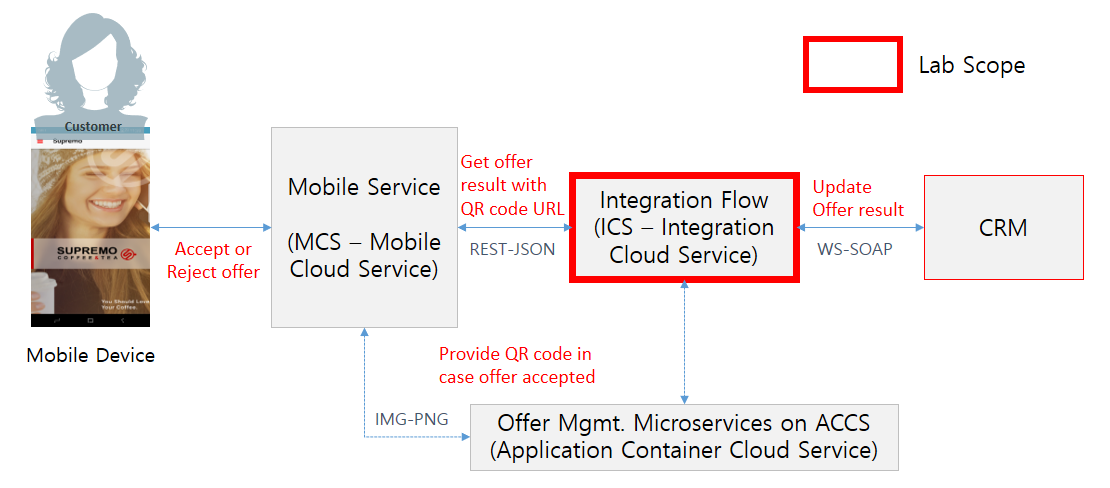 Lab Scope
Customer
Supremo
SUPREMO
COFFEE&TEA
You Should Love
Your Coffee.
Mobile Device
Accept or
Reject offer
Mobile Service
(MCS – Mobile
Cloud Service)
Get offer
result with
QR code URL
REST-JSON
Integration Flow
(ICS – Integration
Cloud Service)
Update
Offer result
WS-SOAP
CRM
Provide QR code in
case offer accepted
IMG-PNG
Offer Mgmt. Microservices on ACCS
(Application Container Cloud Service)